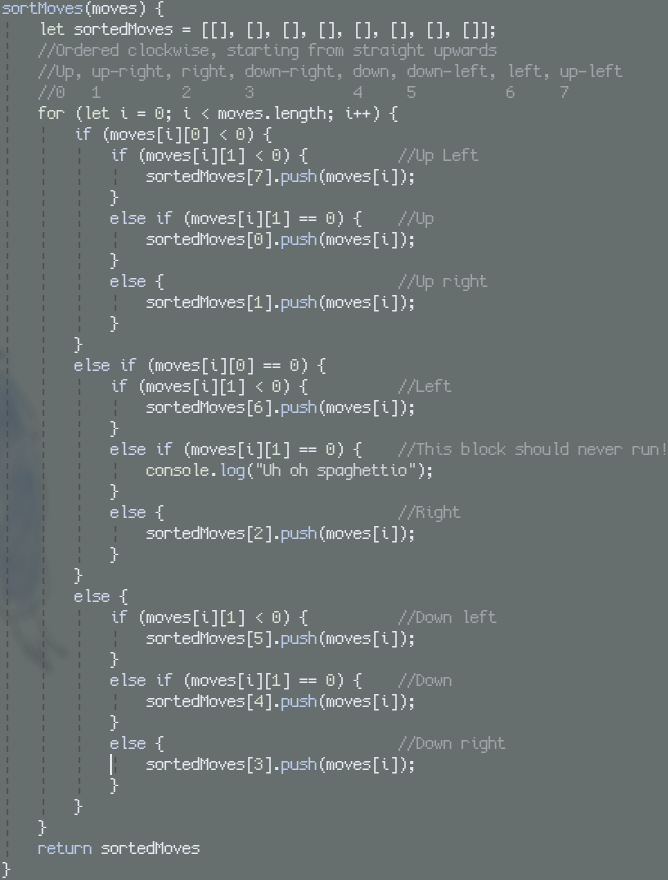 sortMoves(moves) {
    let sortedMoves = [[], [], [], [], [], [], [], []];
    //Ordered clockwise, starting from straight upwards
    //Up, up-right, right, down-right, down, down-left, left, up-left
    //0   1         2      3           4     5          6     7
    for (let i = 0; i < moves.length; i++) {
        if (moves[i][0] < 0) {
            if (moves[i][1] < 0) {          //Up Left
                sortedMoves[7].push(moves[i]);
            }
            else if (moves[i][1] == 0) {    //Up
                sortedMoves[0].push(moves[i]);
            }
            else {                          //Up right
                sortedMoves[1].push(moves[i]);
            }
        }
        else if (moves[i][0] == 0) {
            if (moves[i][1] < 0) {          //Left
                sortedMoves[6].push(moves[i]);
            }
            else if (moves[i][1] == 0) {    //This block should never run!
                console.log("Uh oh spaghettio");
            }
            else {                          //Right
                sortedMoves[2].push(moves[i]);
            }
        }
        else {
            if (moves[i][1] < 0) {          //Down left
                sortedMoves[5].push(moves[i]);
            }
            else if (moves[i][1] == 0) {    //Down
                sortedMoves[4].push(moves[i]);
            }
            else {                          //Down right
                sortedMoves[3].push(moves[i]);
            }
        }
    }
    return sortedMoves
}